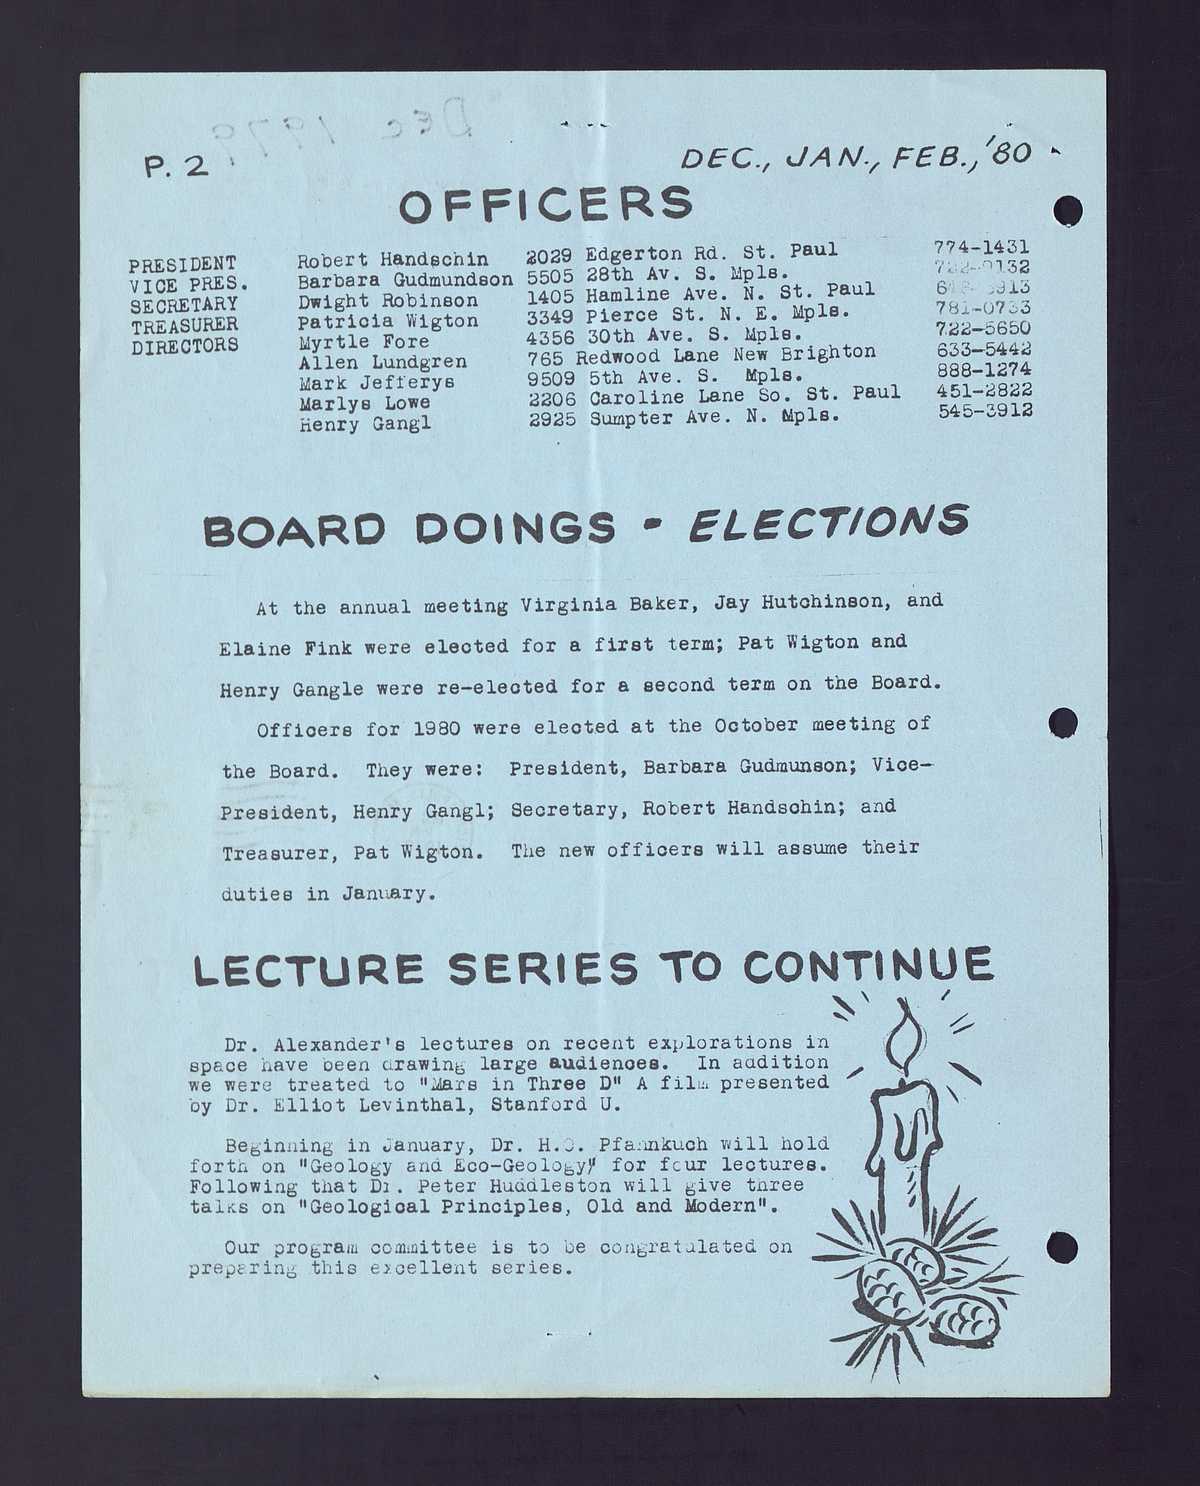 P. 2
DEC., JAN., FEB., '80
OFFICERS
PRESIDENT Robert Handschin 2029 Edgerton Rd. St. Paul 774-1431
VICE PRES. Barbara Gudmundson 5505 28th Av. S. Mpls. 722-0132
SECRETARY Dwight Robinson 1405 Hamline Ave. N. St. Paul
TREASURER Patricia Wigton 3349 Pierce St. N. E. Mpls. 781-0733
DIRECTORS Myrtle Fore 4356 30th Ave. S. Mpls. 722-5650
Allen Lundgren 765 Redwood Lane New Brighton 633-5442
Mark Jefferys 9509 5th Ave. S. Mpls. 888-1274
Marlys Lowe 2206 Caroline Lane So. St. Paul 451-2822
Henry Gangl 2925 Sumpter Ave. N. Mpls. 545-3912
BOARD DOINGS - ELECTIONS
At the annual meeting Virginia Baker, Jay Hutchinson, and
Elaine Fink were elected for a first term; Pat Wigton and
Henry Gangle were re-elected for a second term on the Board.
Officers for 1980 were elected at the October meeting of
the Board. They were: President, Barbara Gudmunson; Vice-
President, Henry Gangl; Secretary, Robert Handschin; and
Treasurer, Pat Wigton. The new officers will assume their
duties in January.
LECTURE SERIES TO CONTINUE
Dr. Alexander's lectures on recent explorations in
space have been drawing large audiences. In addition
we were treated to "Mars in Three D" A film presented
by Dr. Elliot Levinthal, Stanford U.
Beginning in January, Dr. H.O. Pfannkuch will hold
forth on "Geology and Eco-Geology" for four lectures.
Following that Dr. Peter Huddleston will give three
talks on "Geological Principles, Old and Modern".
Our program committee is to be congratulated on
preparing this excellent series.